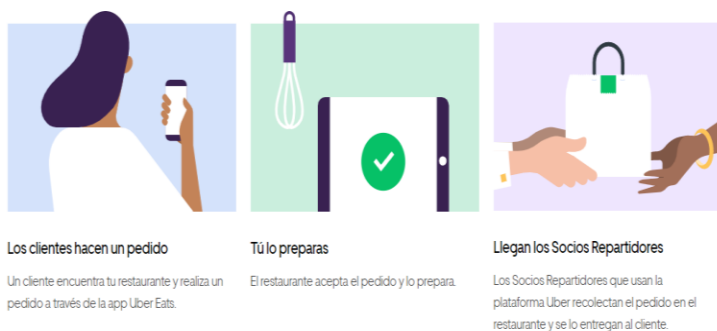 Los clientes hacen un pedido
Un cliente encuentra tu restaurante y realiza un
pedido a través de la app Uber Eats.
Tú lo preparas
El restaurante acepta el pedido y lo prepara.
Llegan los Socios Repartidores
Los Socios Repartidores que usan la
plataforma Uber recolectan el pedido en el
restaurante y se lo entregan al cliente.